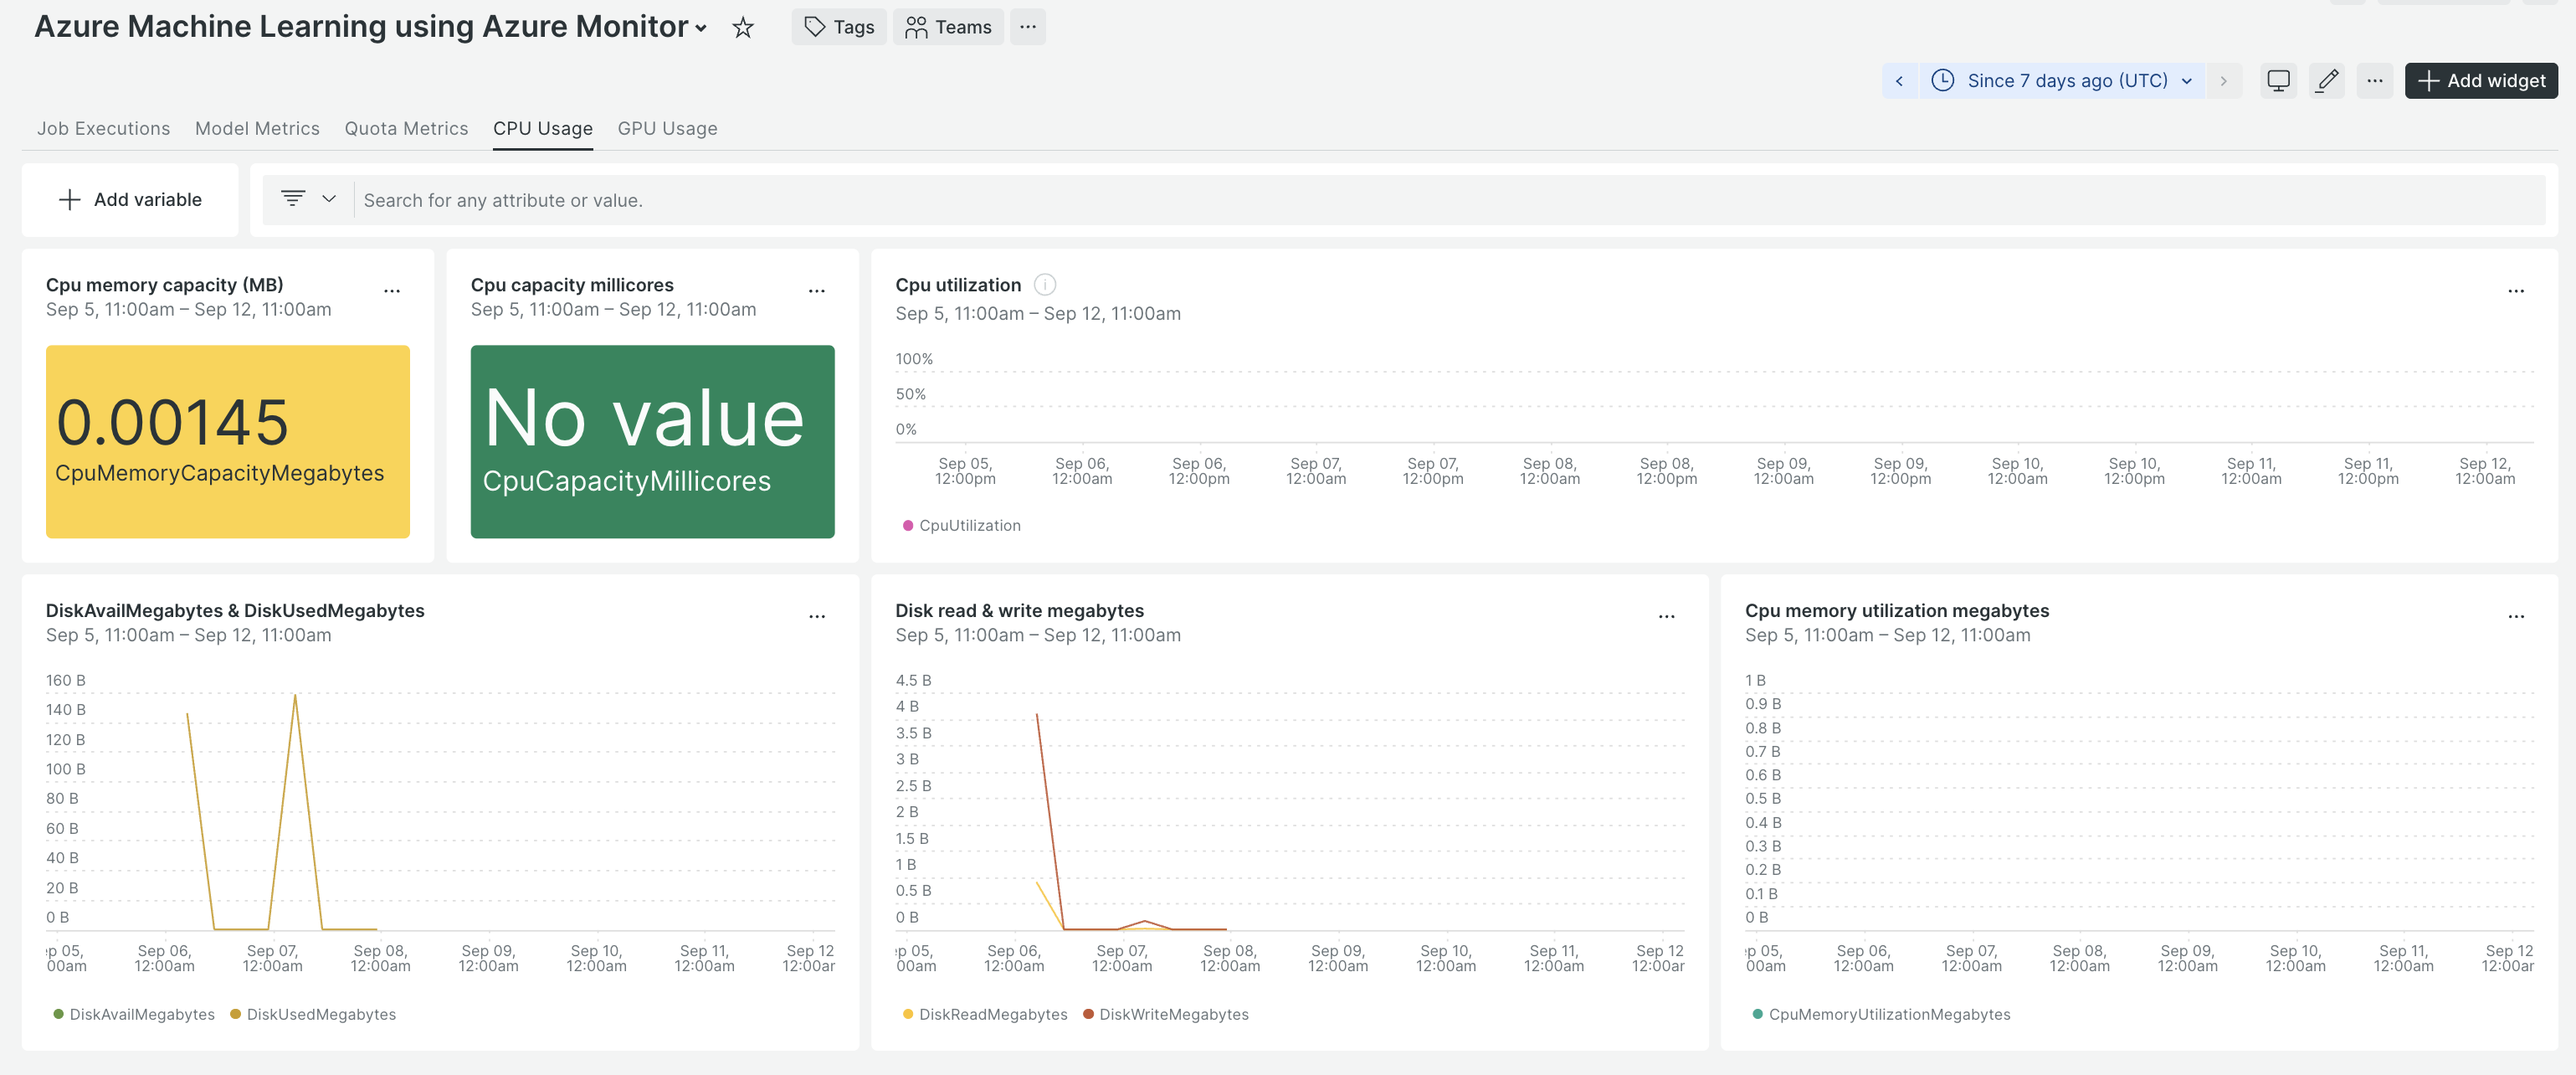 Azure Machine Learning using Azure Monitor
Tags
Teams
Since 7 days ago (UTC)
Add widget
Job Executions
Model Metrics
Quota Metrics
CPU Usage
GPU Usage
Add variable
Search for any attribute or value.
Cpu memory capacity (MB)
Sep 5, 11:00am – Sep 12, 11:00am
0.00145
CpuMemoryCapacityMegabytes
Cpu capacity millicores
Sep 5, 11:00am – Sep 12, 11:00am
No value
CpuCapacityMillicores
Cpu utilization
Sep 5, 11:00am – Sep 12, 11:00am
100%
50%
0%
Sep 05,
12:00pm
Sep 06,
12:00am
Sep 06,
12:00pm
Sep 07,
12:00am
Sep 07,
12:00pm
Sep 08,
12:00am
Sep 08,
12:00pm
Sep 09,
12:00am
Sep 09,
12:00pm
Sep 10,
12:00am
Sep 10,
12:00pm
Sep 11,
12:00am
Sep 11,
12:00pm
Sep 12,
12:00am
CpuUtilization
DiskAvailMegabytes & DiskUsedMegabytes
Sep 5, 11:00am – Sep 12, 11:00am
160 B
140 B
120 B
100 B
80 B
60 B
40 B
20 B
0 B
p 05,
00am
Sep 06,
12:00am
Sep 07,
12:00am
Sep 08,
12:00am
Sep 09,
12:00am
Sep 10,
12:00am
Sep 11,
12:00am
Sep 12
12:00ar
DiskAvailMegabytes
DiskUsedMegabytes
Disk read & write megabytes
Sep 5, 11:00am – Sep 12, 11:00am
4.5 B
4 B
3.5 B
3 B
2.5 B
2 B
1.5 B
1 B
0.5 B
0 B
p 05,
00am
Sep 06,
12:00am
Sep 07,
12:00am
Sep 08,
12:00am
Sep 09,
12:00am
Sep 10,
12:00am
Sep 11,
12:00am
Sep 12
12:00ar
DiskReadMegabytes
DiskWriteMegabytes
Cpu memory utilization megabytes
Sep 5, 11:00am – Sep 12, 11:00am
1 B
0.9 B
0.8 B
0.7 B
0.6 B
0.5 B
0.4 B
0.3 B
0.2 B
0.1 B
0 B
p 05,
00am
Sep 06,
12:00am
Sep 07,
12:00am
Sep 08,
12:00am
Sep 09,
12:00am
Sep 10,
12:00am
Sep 11,
12:00am
Sep 12
12:00ar
CpuMemoryUtilizationMegabytes